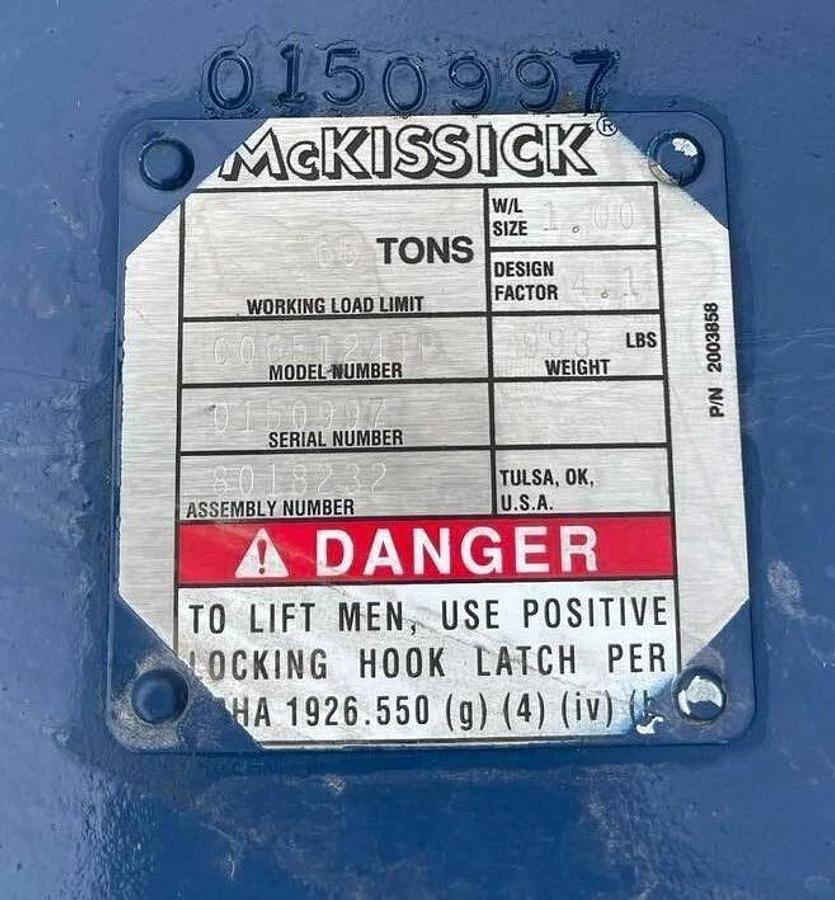 0150997
McKISSICK®
W/L
SIZE 1.00
TONS
WORKING LOAD LIMIT
DESIGN
FACTOR 4.1
LBS
MODEL NUMBER
WEIGHT
0150997
SERIAL NUMBER
8018232
ASSEMBLY NUMBER
TULSA, OK,
U.S.A.
P/N 2003858
DANGER
TO LIFT MEN, USE POSITIVE
LOCKING HOOK LATCH PER
1926.550 (g) (4) (iv)